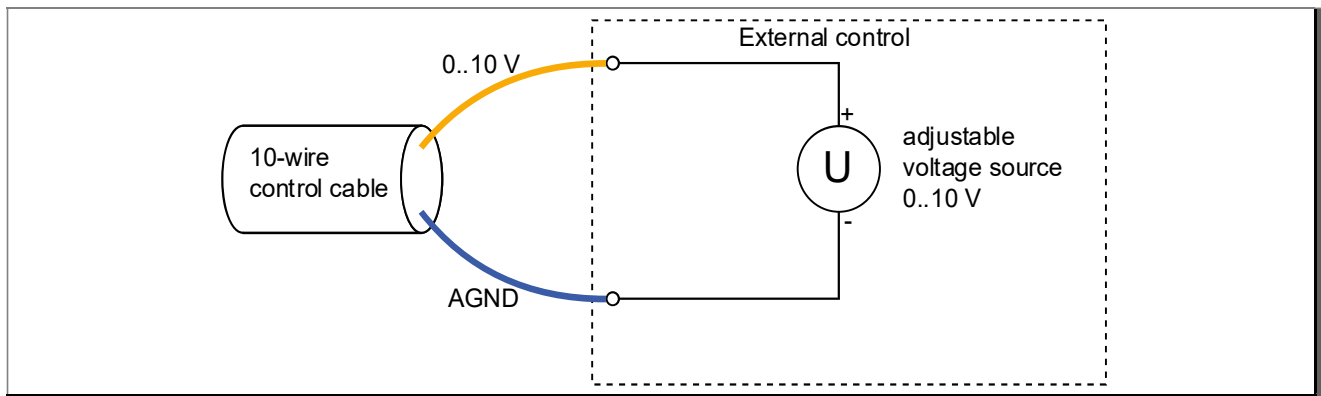 External control
0..10 V
10-wire
control cable
+
U
adjustable
voltage source
0..10 V
-
AGND